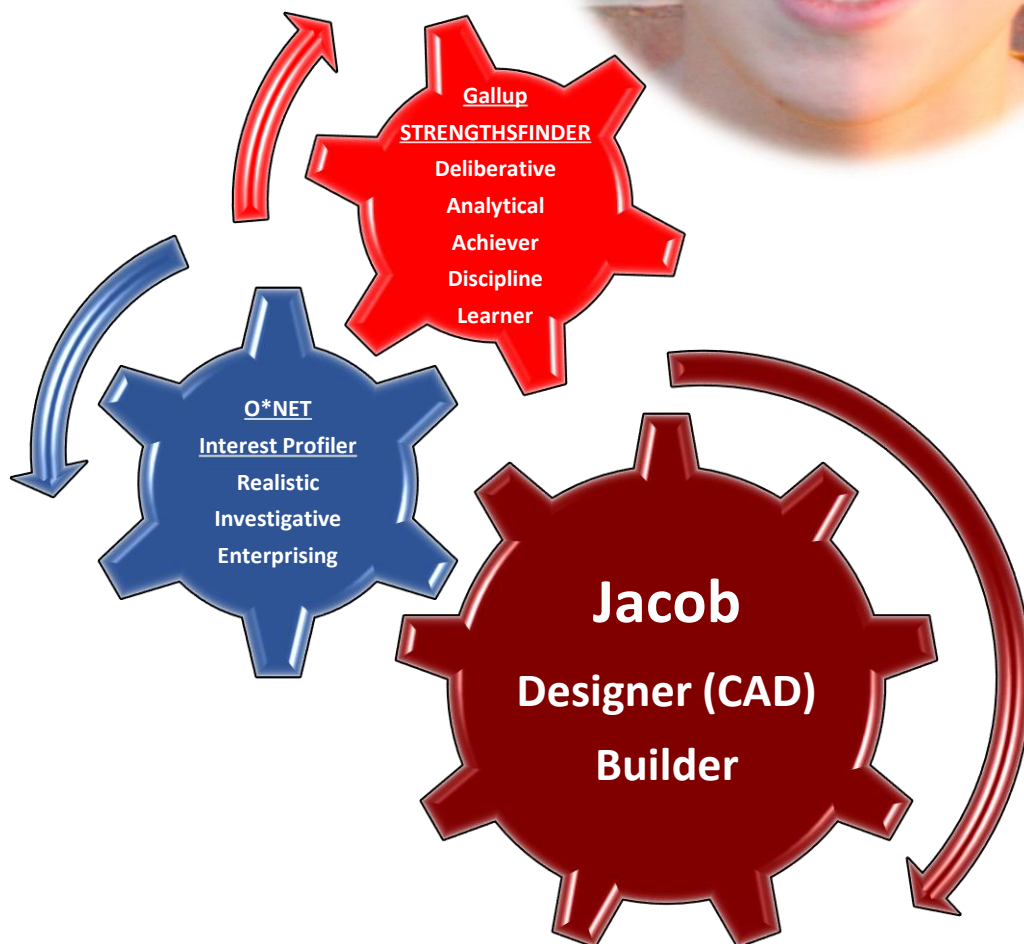 Gallup
STRENGTHSFINDER
Deliberative
Analytical
Achiever
Discipline
Learner
O*NET
Interest Profiler
Realistic
Investigative
Enterprising
Jacob
Designer (CAD)
Builder